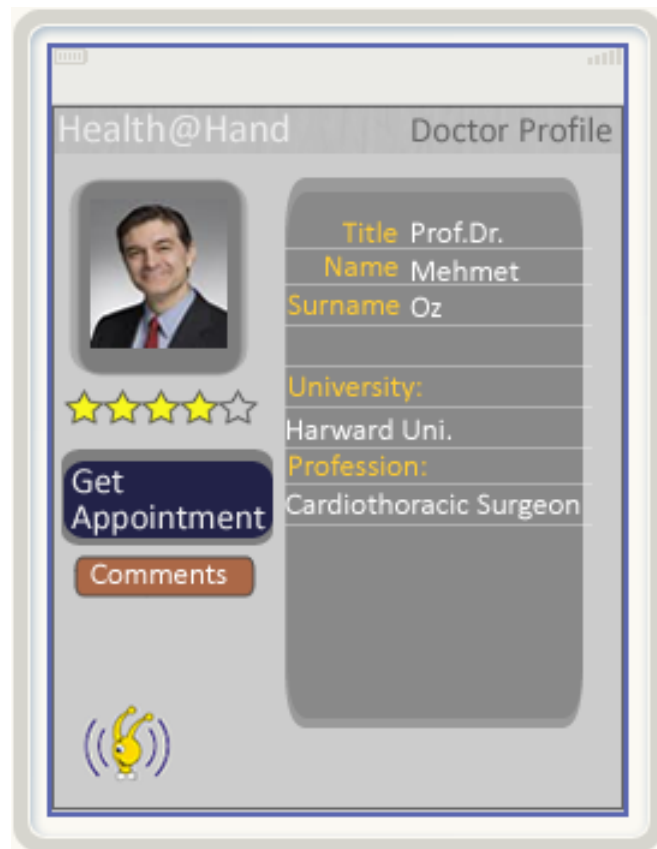 Health@Hand Doctor Profile
Title Prof.Dr.
Name Mehmet
Surname Oz
University:
Harward Uni.
Profession:
Cardiothoracic Surgeon
Get
Appointment
Comments